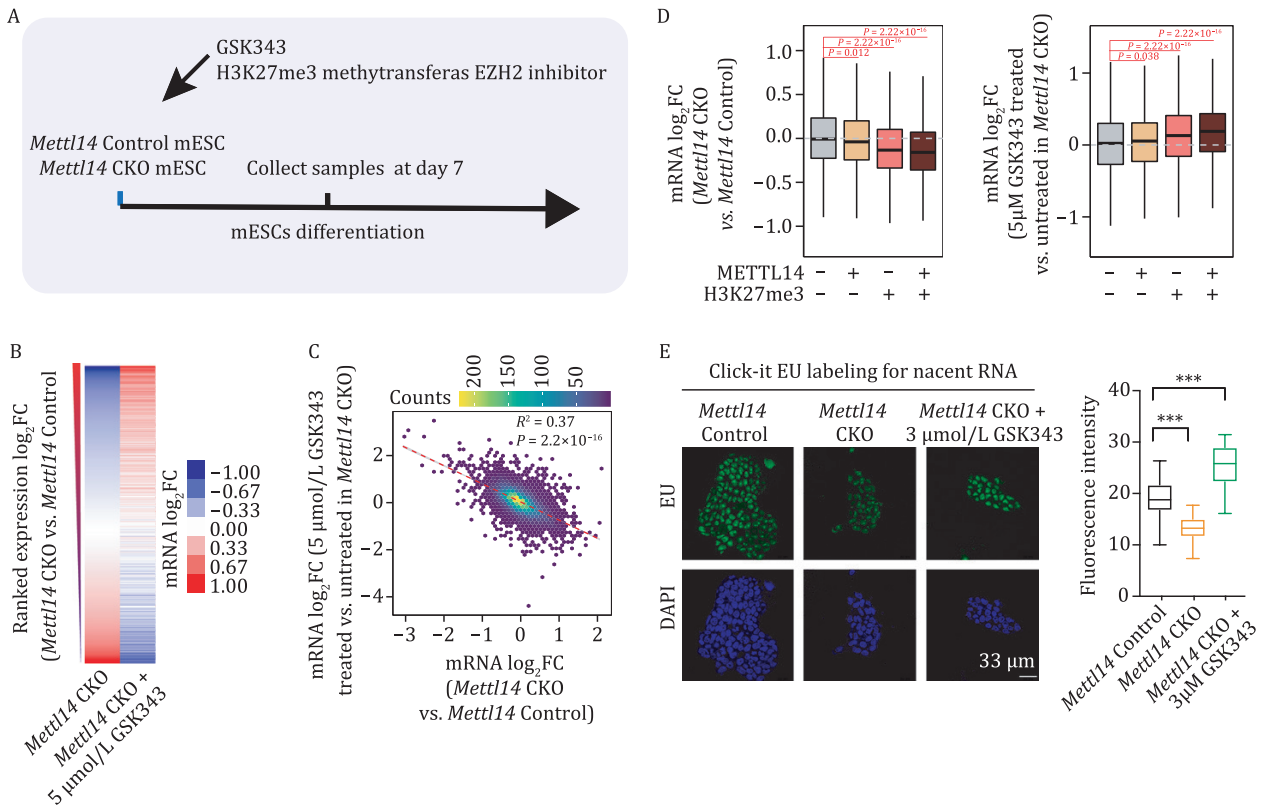 A
GSK343
H3K27me3 methytransferas EZH2 inhibitor
Mettl14 Control mESC
Mettl14 CKO mESC
Collect samples at day 7
mESCs differentiation
B
Ranked expression log2FC
(Mettl14 CKO vs. Mettl14 Control
mRNA log2FC
−1.00
−0.67
−0.33
0.00
0.33
0.67
1.00
Mettl14 CKO
Mettl14 CKO +
5 μmol/L GSK343
C
mRNA log2FC (5 μmol/L GSK343
treated vs. untreated in Mettl14 CKO)
Counts
200
150
100
50
R2 = 0.37
P = 2.2×10−16
2
0
−2
−4
−3
−2
−1
0
1
2
mRNA log2FC
(Mettl14 CKO
vs. Mettl14 Control)
D
mRNA log2FC
(Mettl14 CKO
vs. Mettl14 Control)
1.0
0.5
0.0
−0.5
−1.0
P = 2.22×10−16
P = 2.22×10−16
P = 0.012
METTL14
− + − +
H3K27me3
− − + +
mRNA log2FC
(5μM GSK343 treated
vs. untreated in Mettl14 CKO)
1
0
−1
P = 2.22×10−16
P = 2.22×10−16
P = 0.038
− + − +
− − + +
E
Click-it EU labeling for nacent RNA
Mettl14
Control
Mettl14
CKO
Mettl14 CKO +
3 μmol/L GSK343
EU
DAPI
33 μm
Fluorescence intensity
40
30
20
10
0
***
***
Mettl14 Control
Mettl14 CKO
Mettl14 CKO +
3μM GSK343